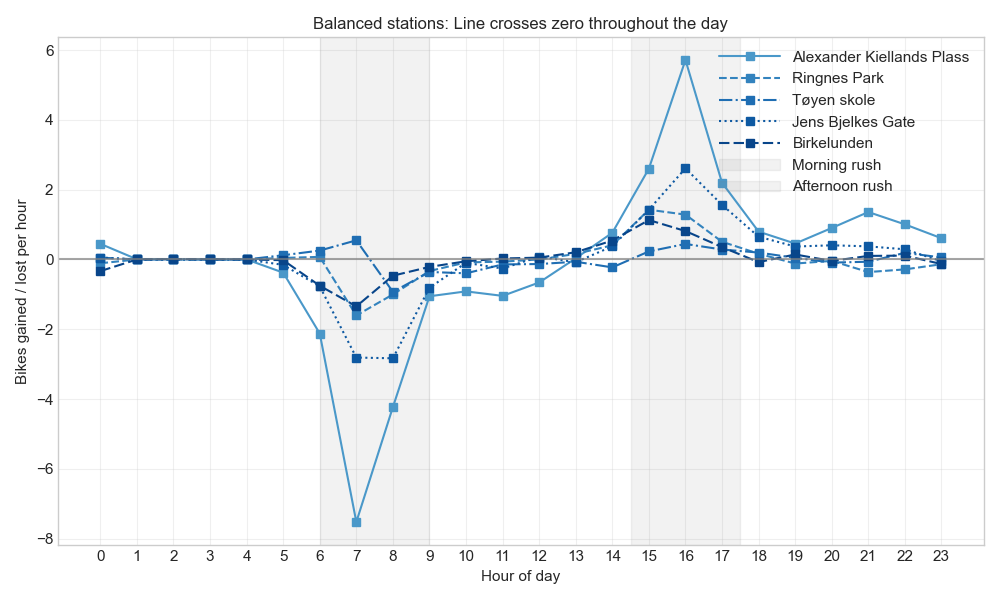 Balanced stations: Line crosses zero throughout the day
Bikes gained / lost per hour
6
4
2
0
−2
−4
−6
−8
Alexander Kiellands Plass
Ringnes Park
Tøyen skole
Jens Bjelkes Gate
Birkelunden
Morning rush
Afternoon rush
0 1 2 3 4 5 6 7 8 9 10 11 12 13 14 15 16 17 18 19 20 21 22 23
Hour of day